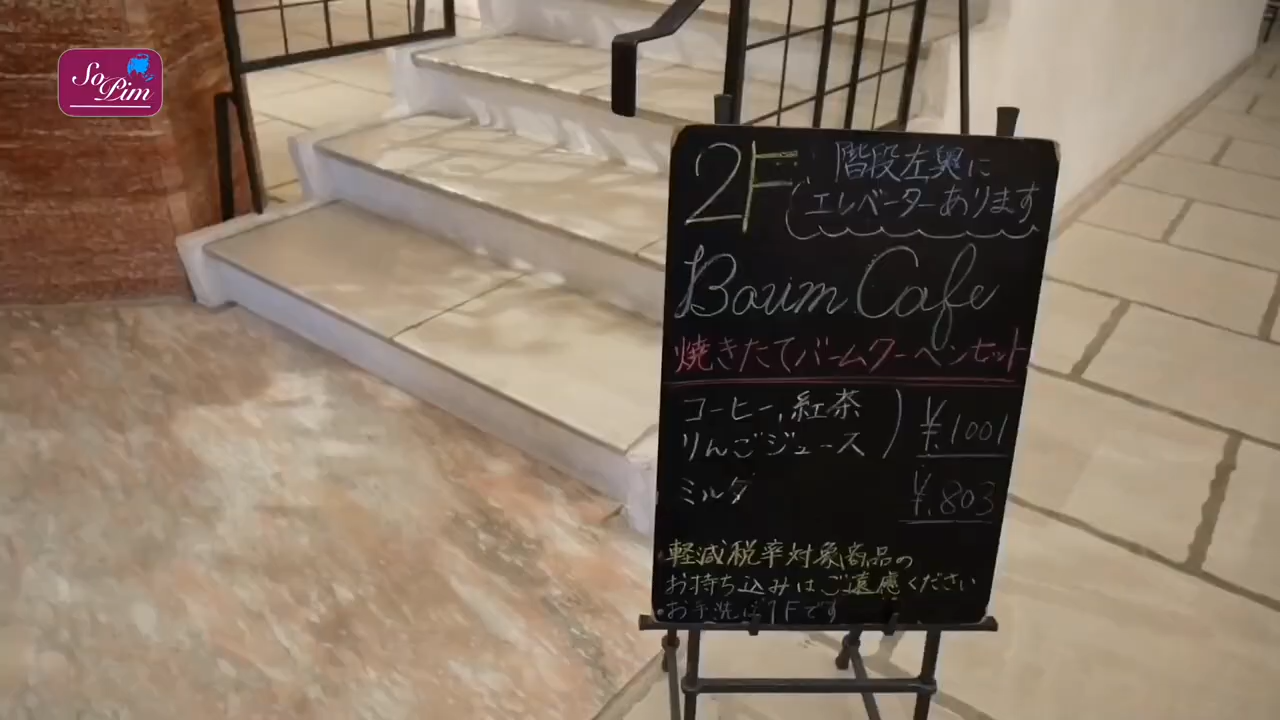 So
Pim
2F
階段左奥に
エレベーターあります
Baum Cafe
焼きたてバームクーヘンセット
コーヒー,紅茶
りんごジュース
¥.1001
ミルク
¥.803
軽減税率対象商品の
お持ち込みはご遠慮ください
お手洗は1Fです